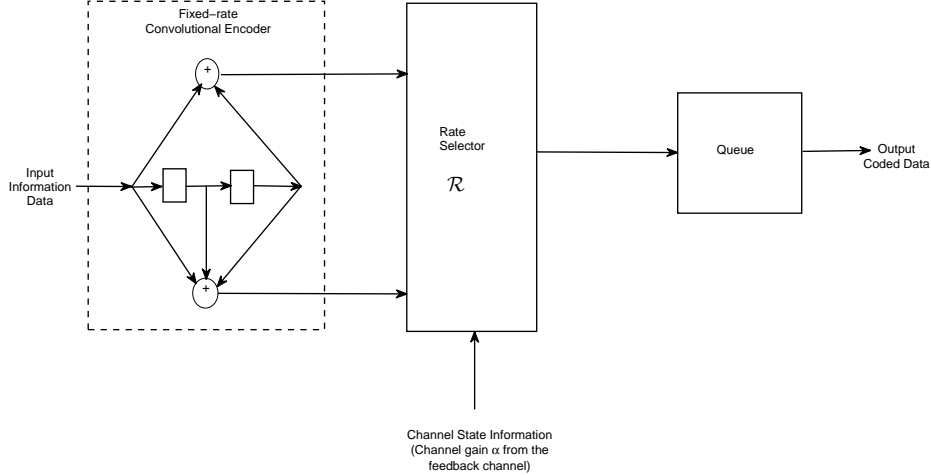 Fixed−rate
Convolutional Encoder
+
Input
Information
Data
+
Rate
Selector
R
Queue
Output
Coded Data
Channel State Information
(Channel gain α from the
feedback channel)